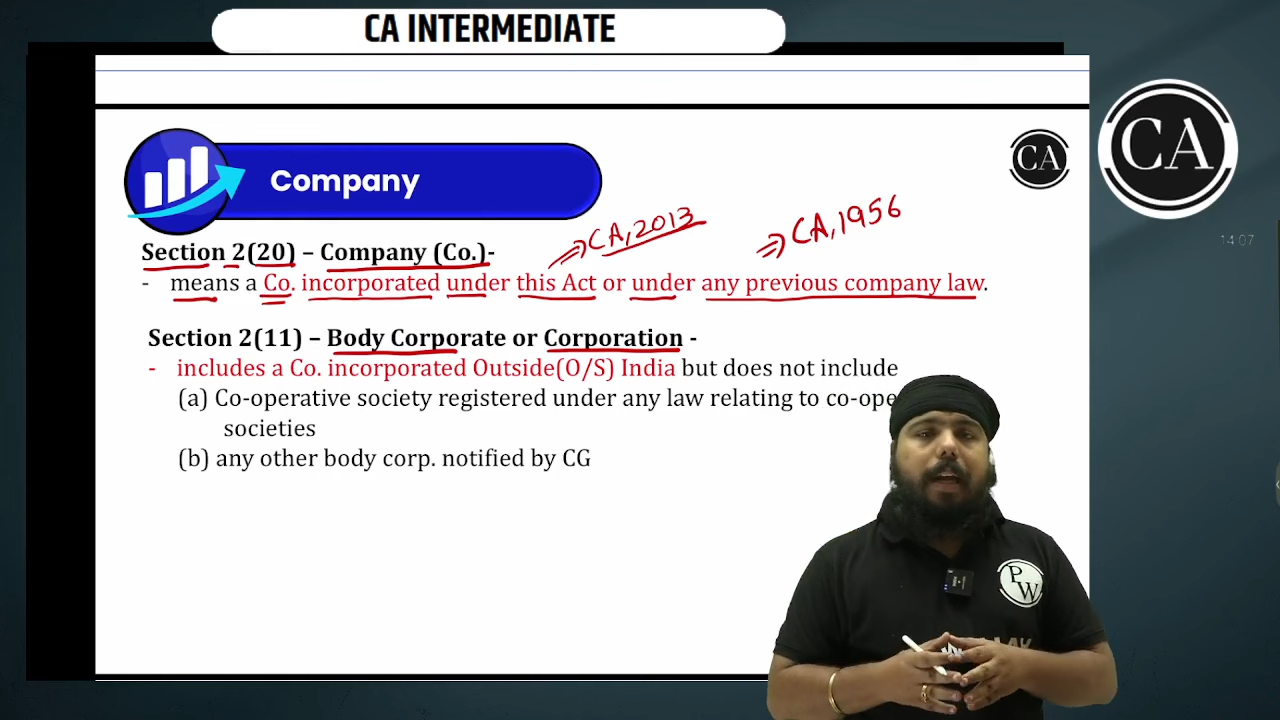 CA INTERMEDIATE
CA
CA
Company
CA, 2013
CA, 1956
14:07
Section 2(20) – Company (Co.)-
- means a Co. incorporated under this Act or under any previous company law.
Section 2(11) – Body Corporate or Corporation -
- includes a Co. incorporated Outside(O/S) India but does not include
(a) Co-operative society registered under any law relating to
societies
(b) any other body corp. notified by CG
PW